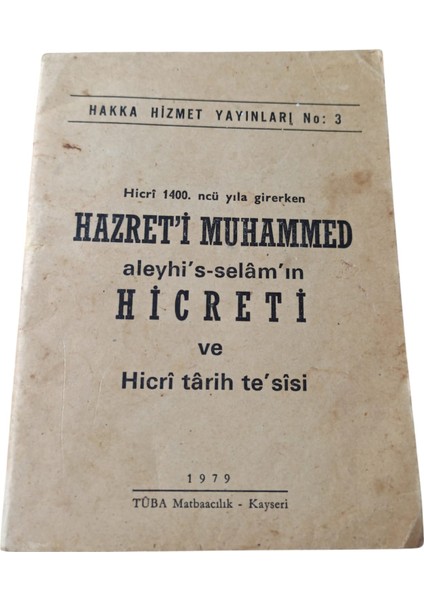 HAKKA HİZMET YAYINLARI No: 3
Hicrî 1400. ncü yıla girerken
HAZRET'İ MUHAMMED
aleyhi's-selâm'ın
HİCRETİ
ve
Hicrî târih te'sîsi
1979
TÛBA Matbaacılık - Kayseri